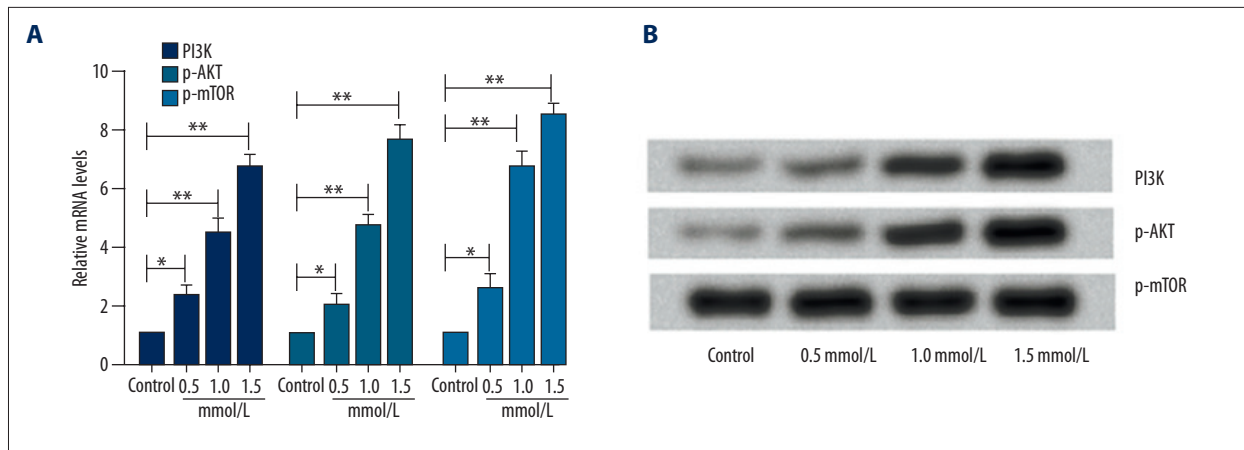 A
PI3K
p-AKT
p-mTOR
Relative mRNA levels
10
8
6
4
2
0
* ** **
* ** **
* ** **
Control 0.5 1.0 1.5
mmol/L
Control 0.5 1.0 1.5
mmol/L
Control 0.5 1.0 1.5
mmol/L
B
PI3K
p-AKT
p-mTOR
Control 0.5 mmol/L 1.0 mmol/L 1.5 mmol/L